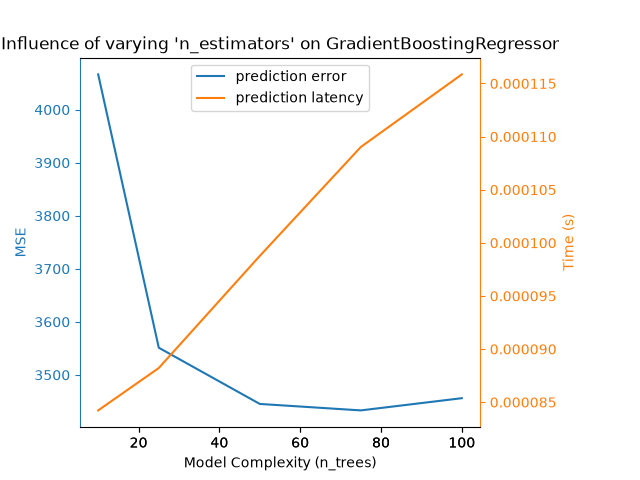 Influence of varying 'n_estimators' on GradientBoostingRegressor
prediction error
prediction latency
MSE
4000
3900
3800
3700
3600
3500
0.000115
0.000110
0.000105
0.000100
0.000095
0.000090
0.000085
Time (s)
20 40 60 80 100
Model Complexity (n_trees)